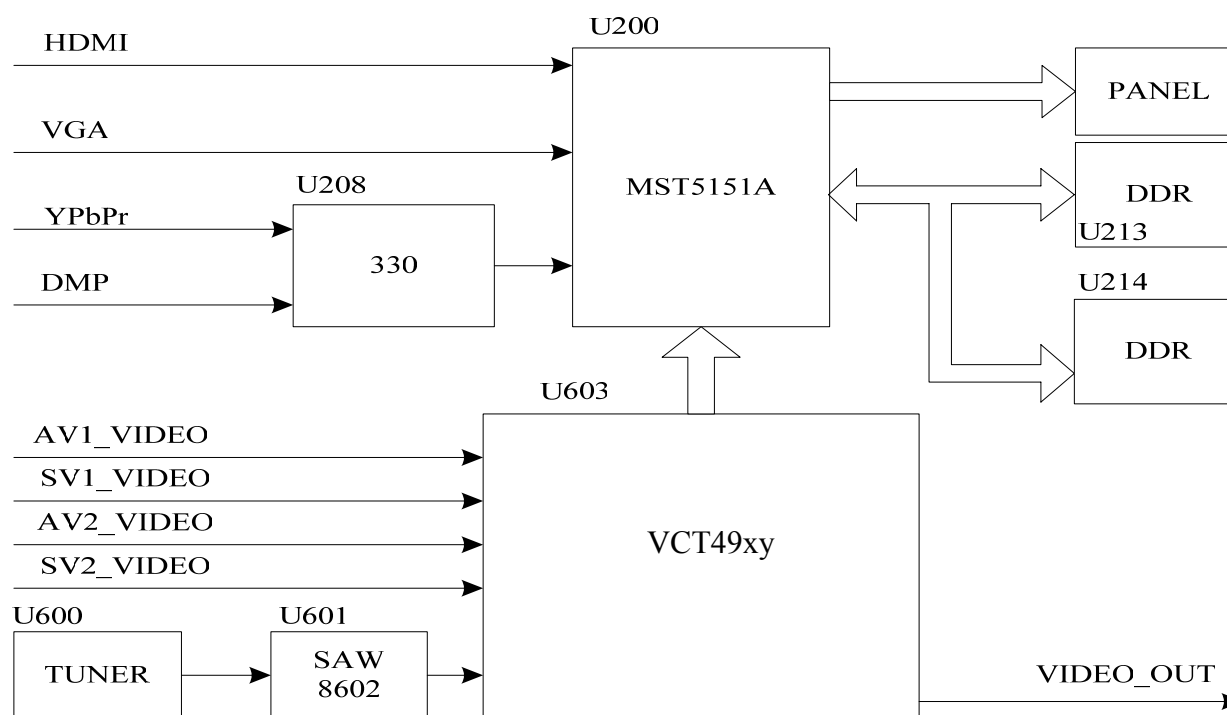 U200
HDMI
PANEL
VGA
MST5151A
U208
YPbPr
DDR
U213
330
DMP
U214
DDR
U603
AV1_VIDEO
SV1_VIDEO
AV2_VIDEO
VCT49xy
SV2_VIDEO
U600
U601
TUNER
SAW
8602
VIDEO_OUT